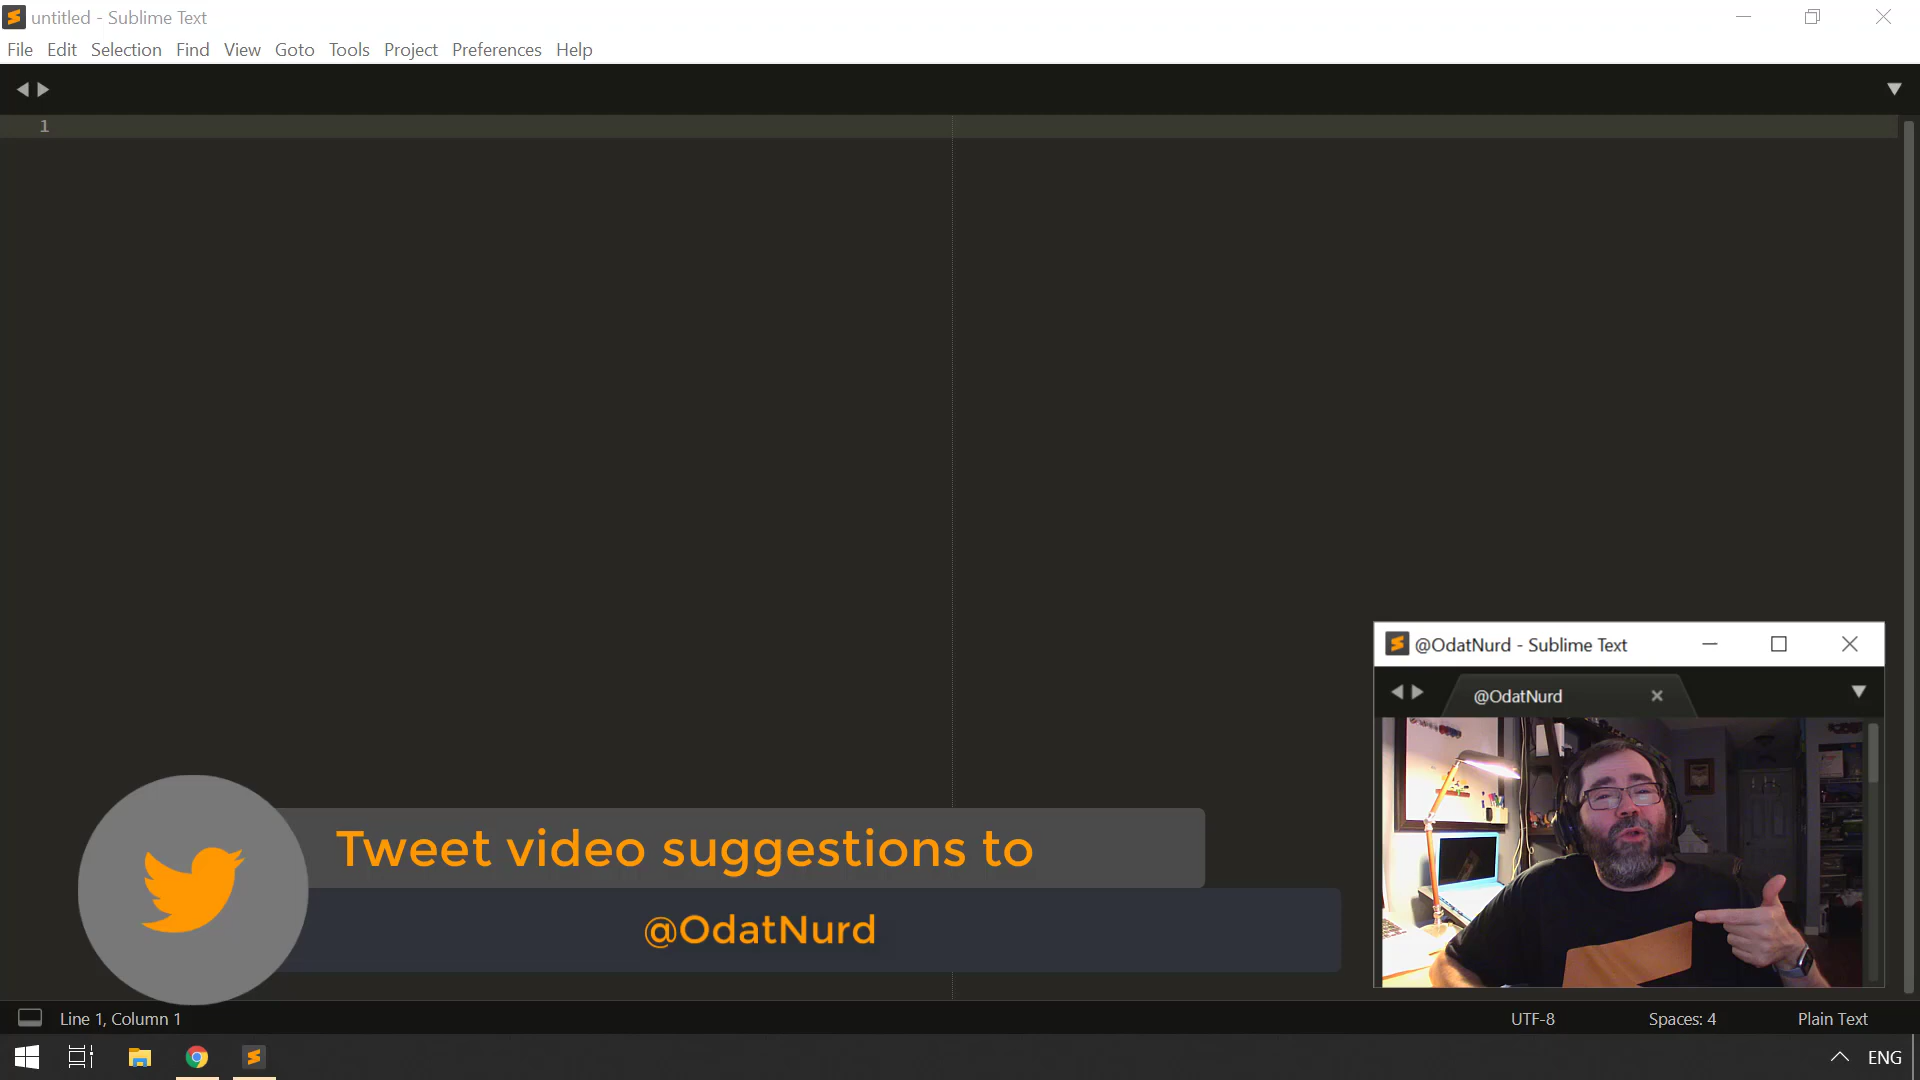 untitled - Sublime Text
File Edit Selection Find View Goto Tools Project Preferences Help
1
@OdatNurd - Sublime Text
@OdatNurd
Tweet video suggestions to
@OdatNurd
Line 1, Column 1
UTF-8
Spaces: 4
Plain Text
ENG